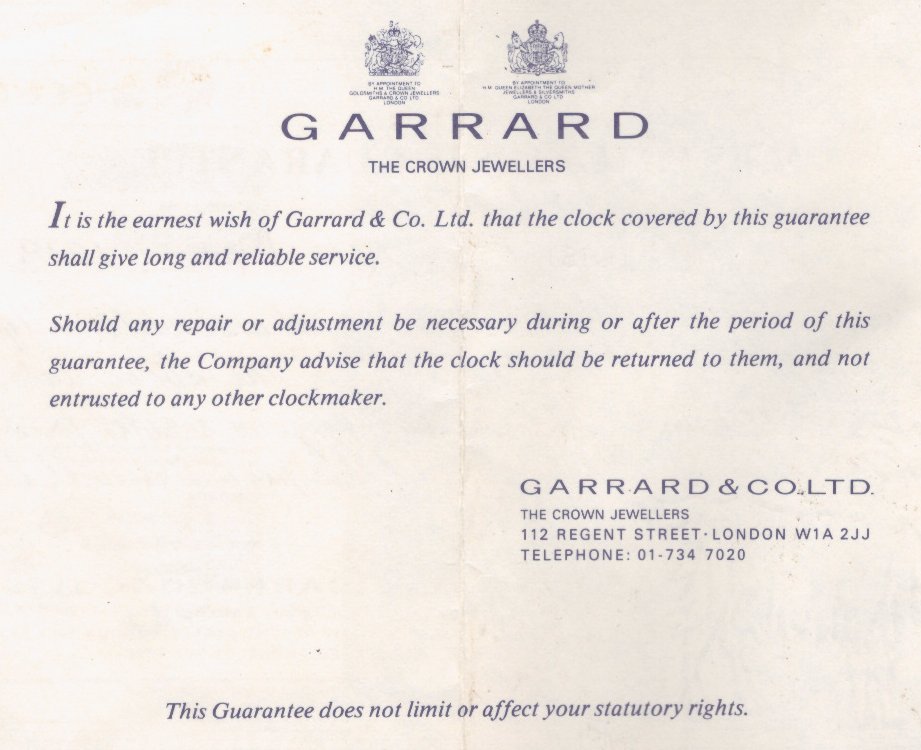 BY APPOINTMENT TO
H.M. THE QUEEN
GOLDSMITHS & CROWN JEWELLERS
GARRARD & CO LTD
LONDON
BY APPOINTMENT TO
H.M. QUEEN ELIZABETH THE QUEEN MOTHER
JEWELLERS & SILVERSMITHS
GARRARD & CO LTD
LONDON
GARRARD
THE CROWN JEWELLERS
It is the earnest wish of Garrard & Co. Ltd. that the clock covered by this guarantee
shall give long and reliable service.
Should any repair or adjustment be necessary during or after the period of this
guarantee, the Company advise that the clock should be returned to them, and not
entrusted to any other clockmaker.
GARRARD & CO.LTD.
THE CROWN JEWELLERS
112 REGENT STREET·LONDON W1A 2JJ
TELEPHONE: 01-734 7020
This Guarantee does not limit or affect your statutory rights.